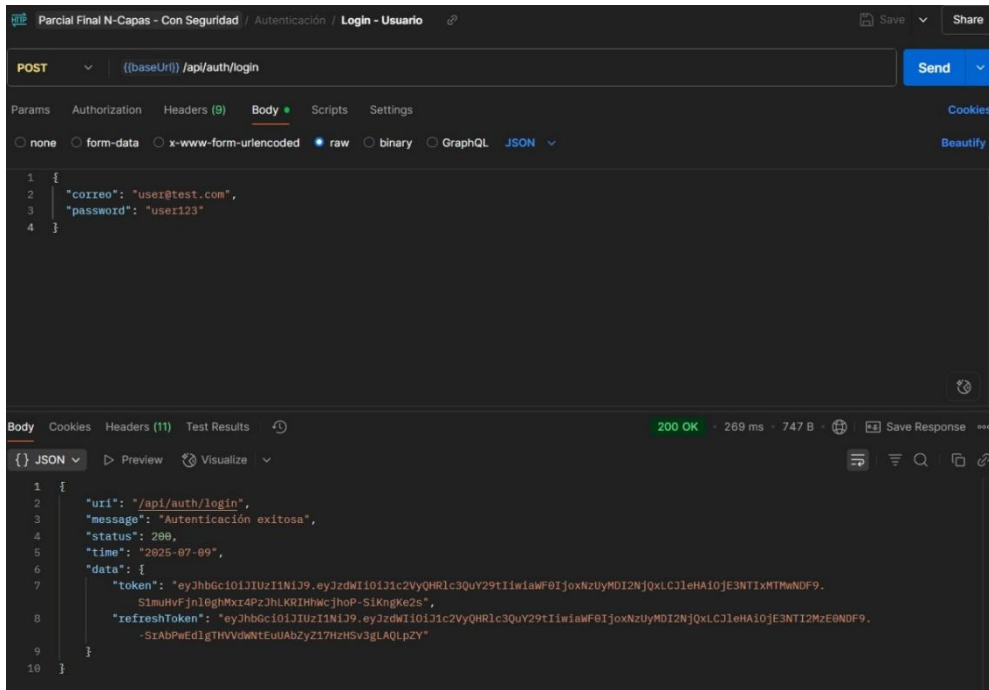 HTTP Parcial Final N-Capas - Con Seguridad / Autenticación / Login - Usuario
Save
Share
POST
{{baseUrl}} /api/auth/login
Send
Params Authorization Headers (9) Body Scripts Settings
Cookies
none form-data x-www-form-urlencoded raw binary GraphQL JSON
Beautify
1 {
2 "correo": "user@test.com",
3 "password": "user123"
4 }
Body Cookies Headers (11) Test Results
200 OK 269 ms 747 B
Save Response
{} JSON Preview Visualize
1 {
2 "uri": "/api/auth/login",
3 "message": "Autenticación exitosa",
4 "status": 200,
5 "time": "2025-07-09",
6 "data": {
7 "token": "eyJhbGciOiJIUzI1NiJ9.eyJzdWIiOiJ1c2VyQHRlc3QuY29tIiwiaWF0IjoxNzUyMDI2NjQxLCJleHAiOjE3NTIxMTMwNDF9.
S1muHvFjnl0ghMxr4PzJhLKRIHhWcjhoP-SiKngKe2s",
8 "refreshToken": "eyJhbGciOiJIUzI1NiJ9.eyJzdWIiOiJ1c2VyQHRlc3QuY29tIiwiaWF0IjoxNzUyMDI2NjQxLCJleHAiOjE3NTI2MzE0NDF9.
-SrAbPwEdlgTHVVdWNtEuUAbZyZ17HzHSv3gLAQLpZY"
9 }
10 }